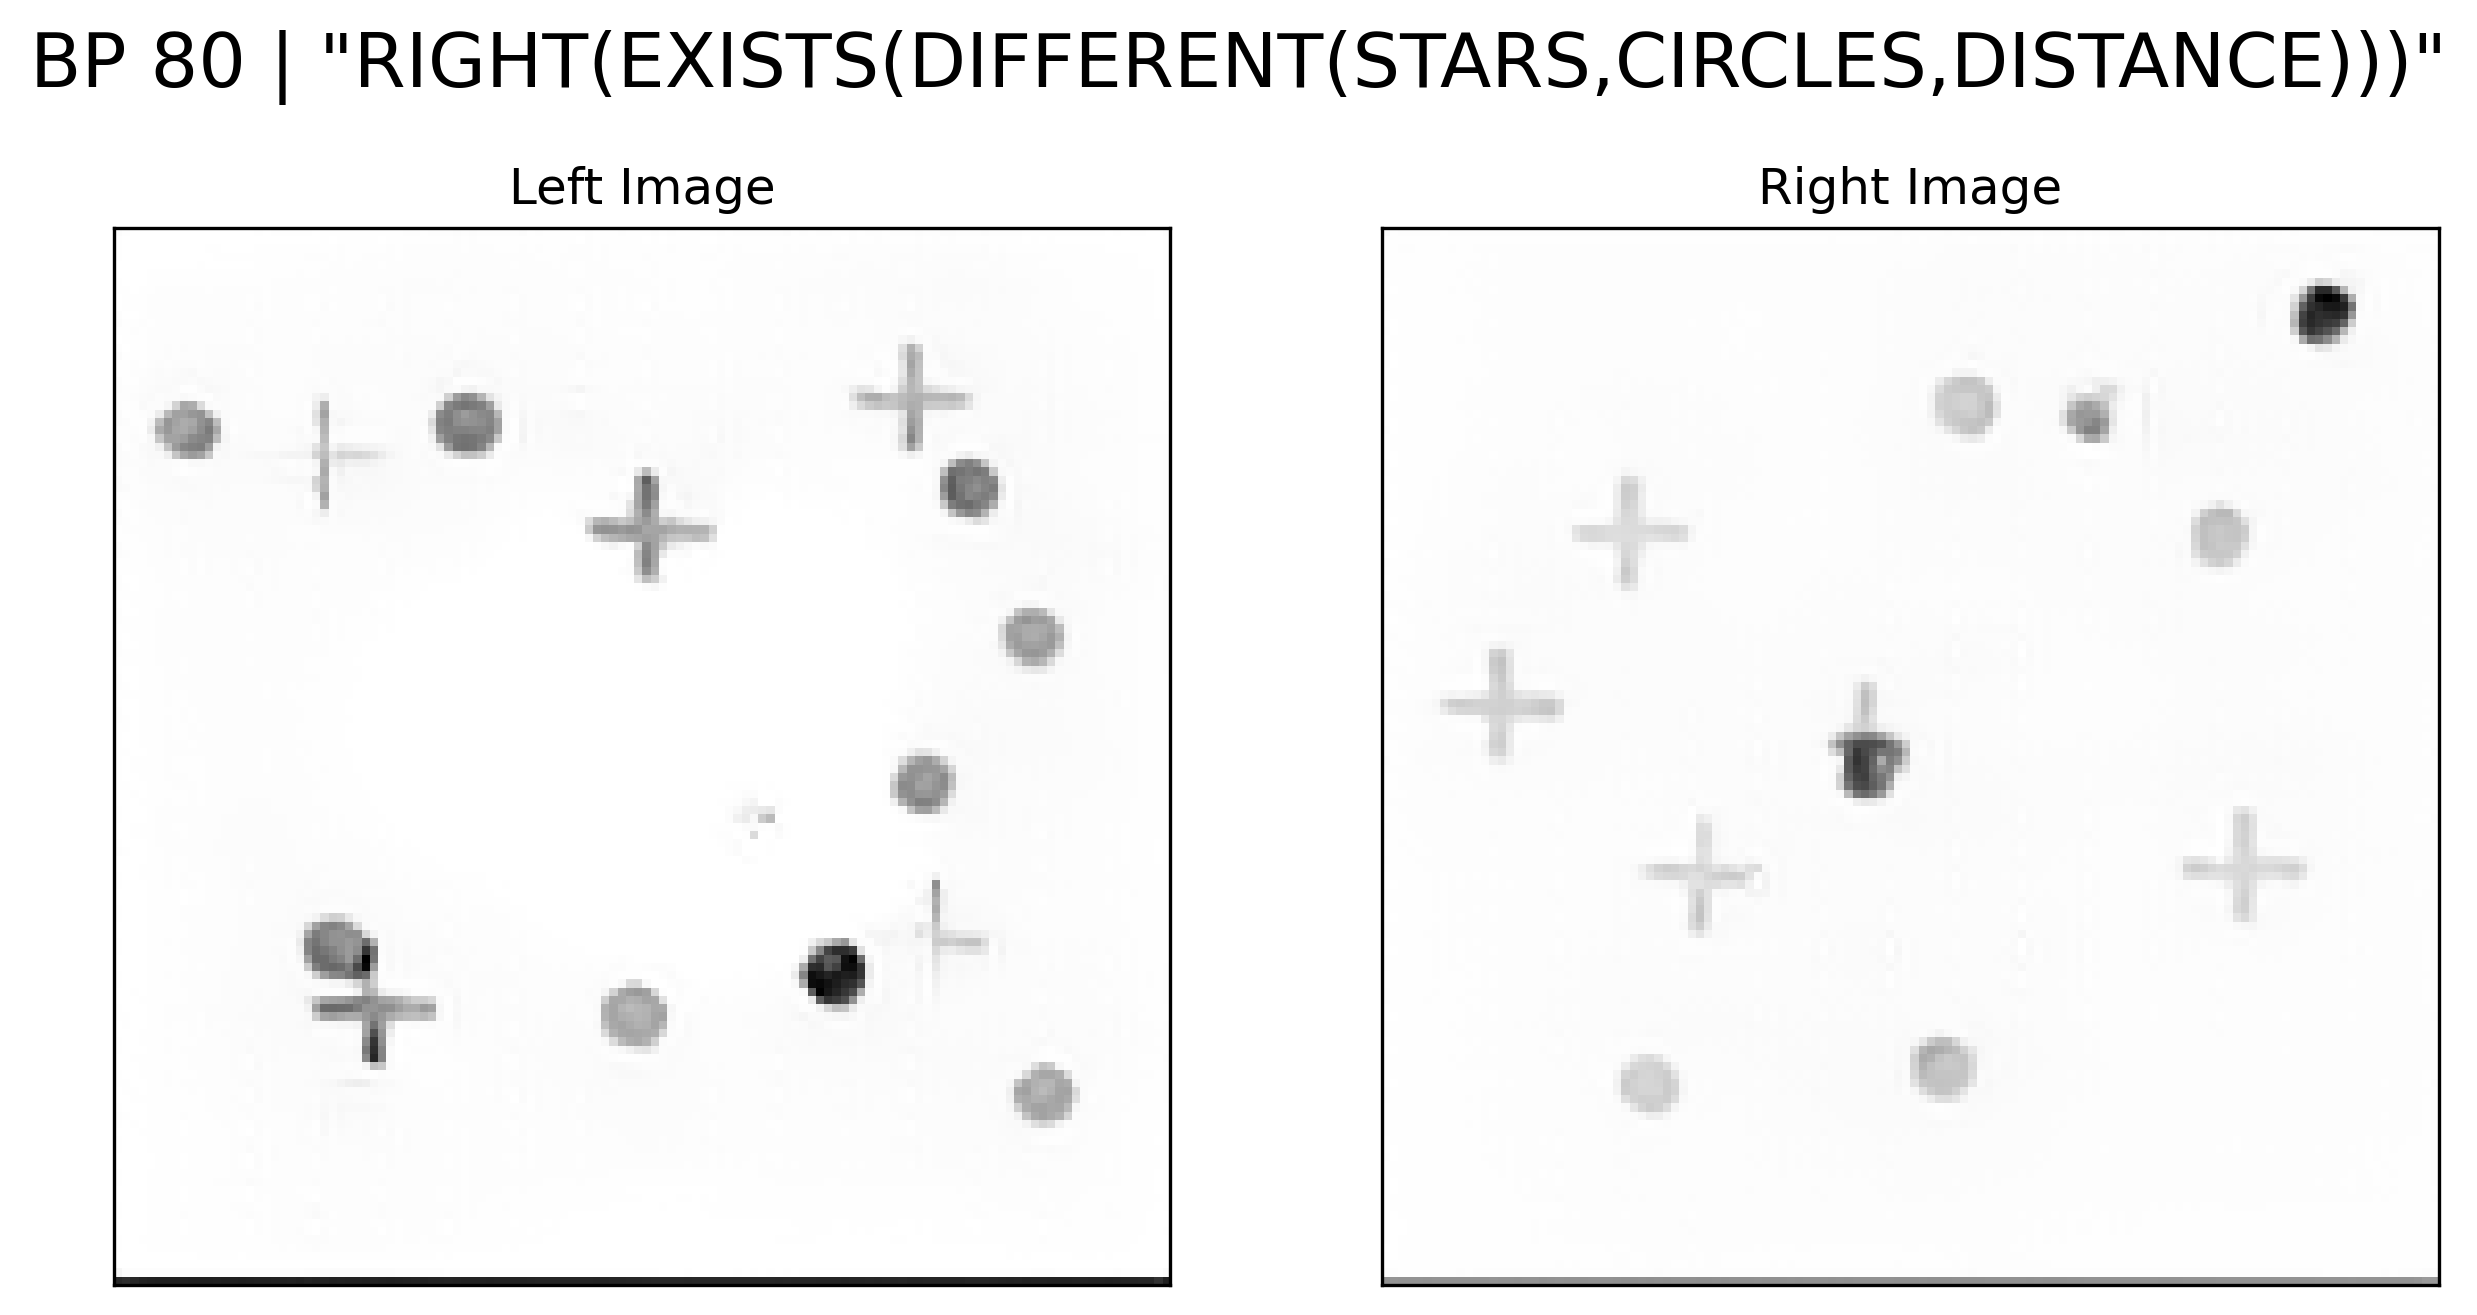 BP 80 | "RIGHT(EXISTS(DIFFERENT(STARS,CIRCLES,DISTANCE)))"
Left Image
Right Image